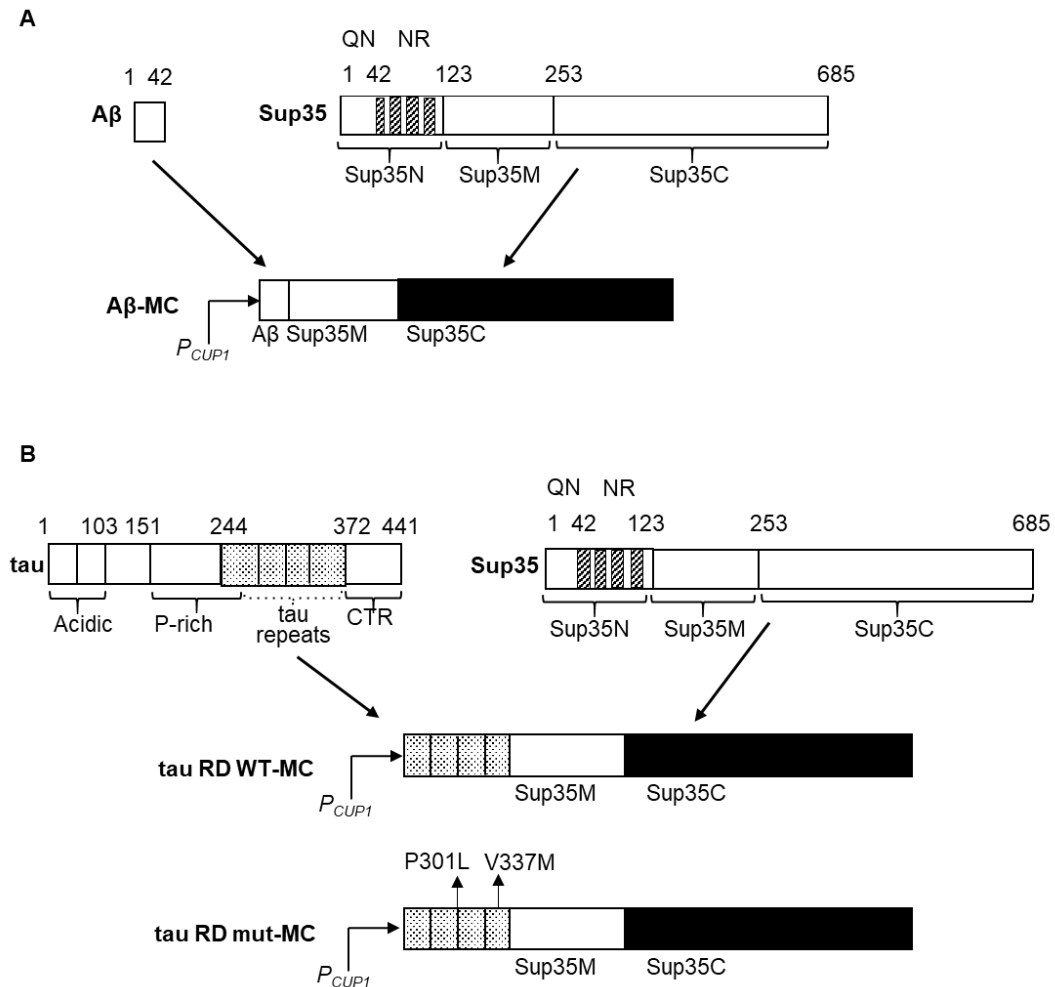 A
QN NR
1 42
1 42 123 253 685
Aβ
Sup35
Sup35N Sup35M Sup35C
Aβ-MC
Aβ Sup35M Sup35C
PCUP1
B
QN NR
1 103 151 244 372 441
1 42 123 253 685
tau
Sup35
Acidic P-rich tau repeats CTR
Sup35N Sup35M Sup35C
tau RD WT-MC
Sup35M Sup35C
PCUP1
P301L V337M
tau RD mut-MC
Sup35M Sup35C
PCUP1